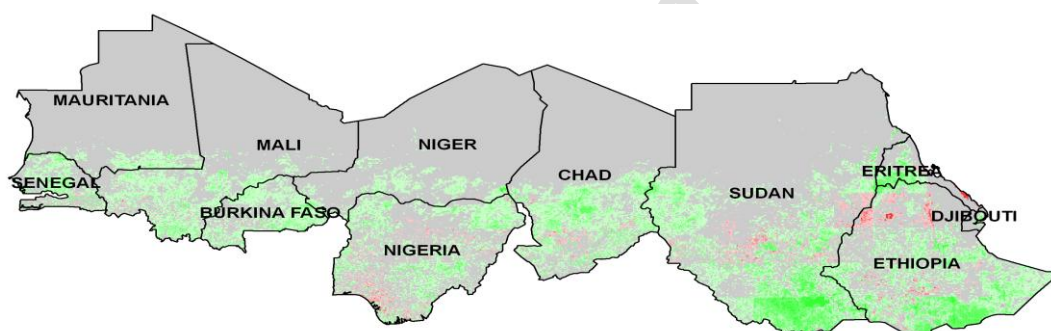 MAURITANIA
MALI
NIGER
CHAD
SUDAN
SENEGAL
BURKINA FASO
NIGERIA
ERITREA
DJIBOUTI
ETHIOPIA